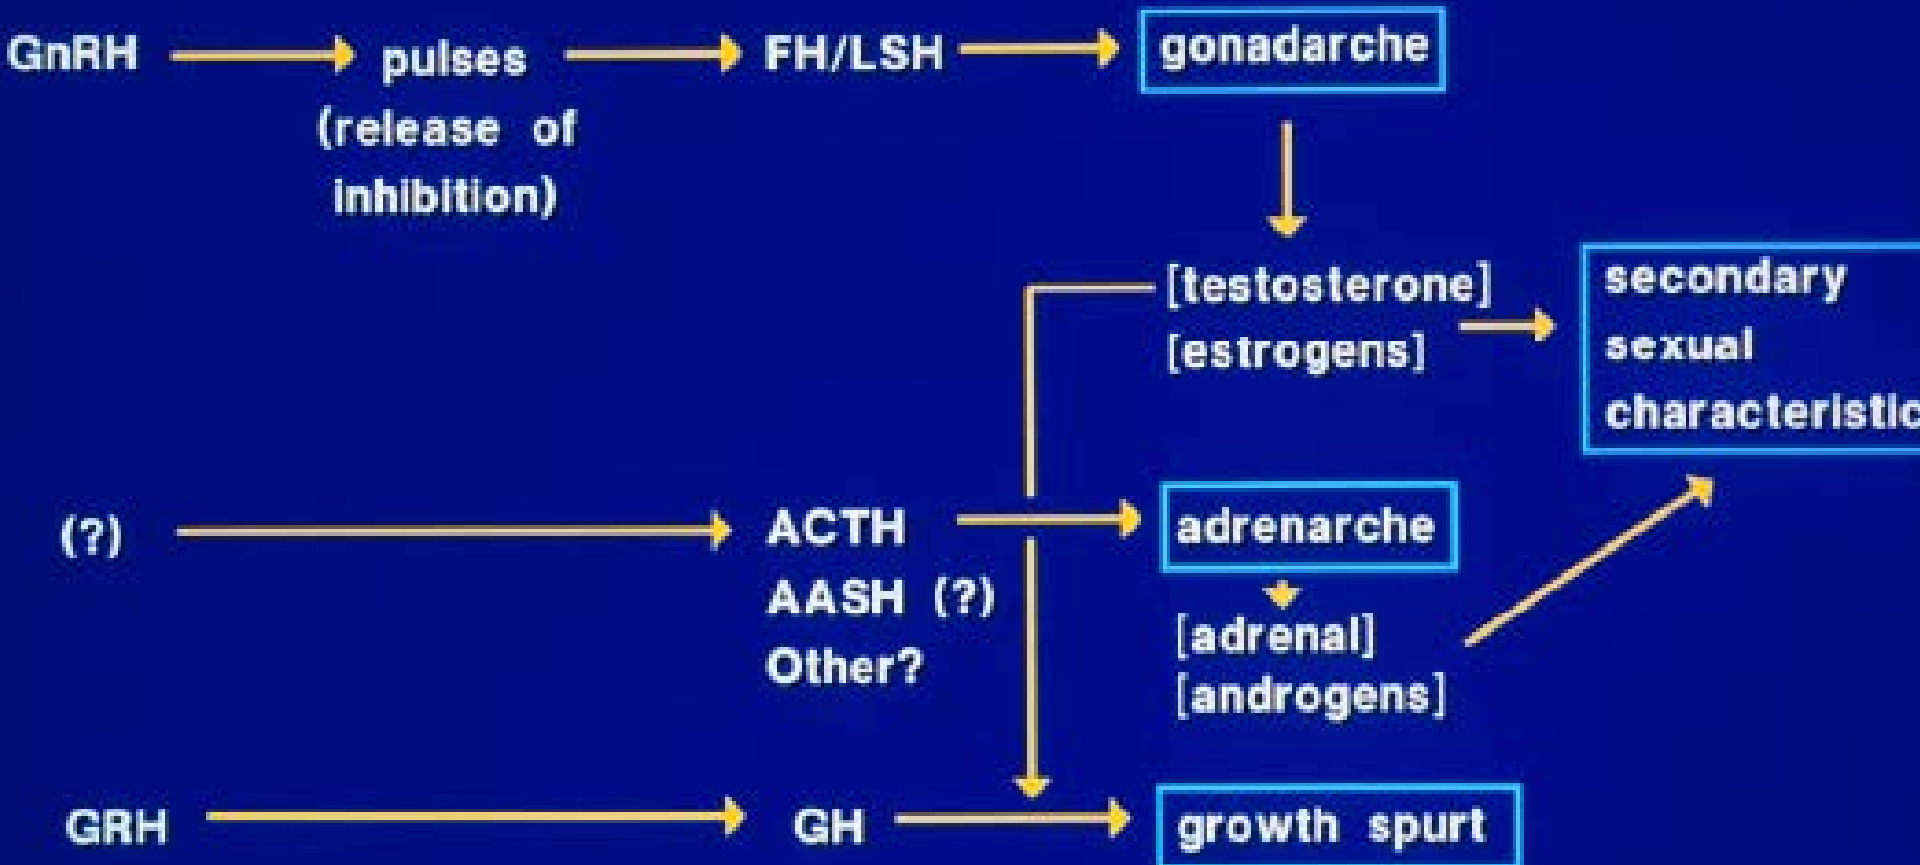 GnRH pulses FH/LSH gonadarche
(release of
inhibition)
[testosterone]
[estrogens]
secondary
sexual
characteristic
(?) ACTH adrenarche
AASH (?)
Other?
[adrenal]
[androgens]
GRH GH growth spurt